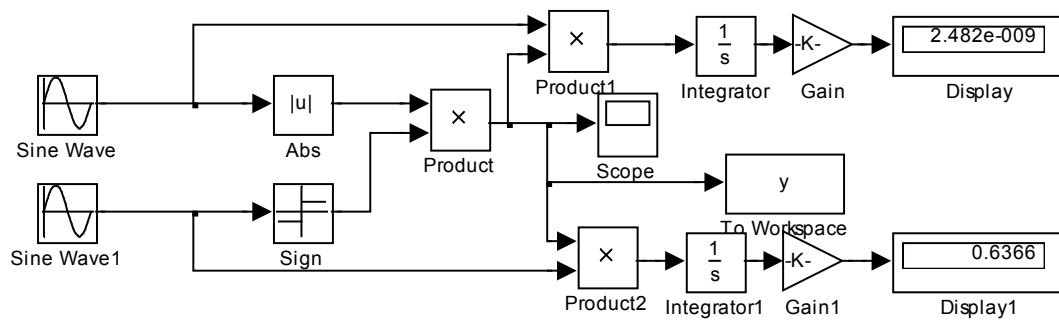 ×
Product1
1
s
Integrator
-K-
Gain
2.482e-009
Display
Sine Wave
|u|
Abs
×
Product
Scope
y
To Workspace
Sine Wave1
Sign
×
Product2
1
s
Integrator1
-K-
Gain1
0.6366
Display1